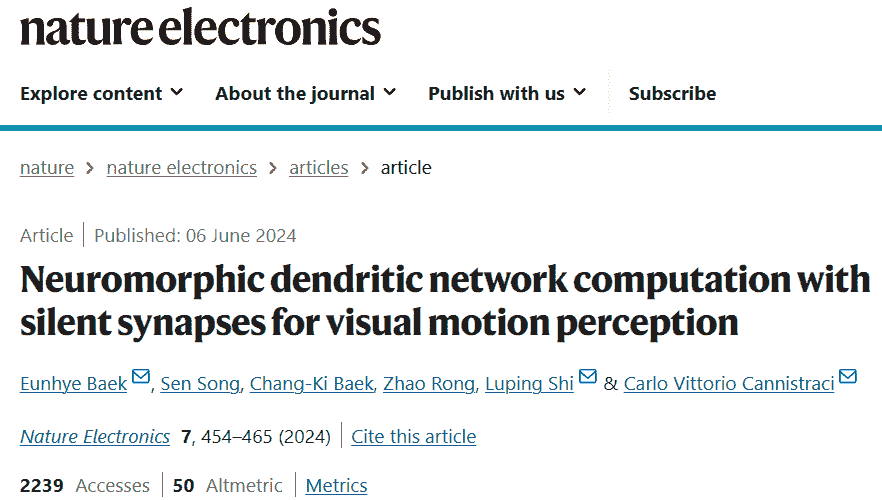 nature electronics
Explore content About the journal Publish with us Subscribe
nature > nature electronics > articles > article
Article | Published: 06 June 2024
Neuromorphic dendritic network computation with
silent synapses for visual motion perception
Eunhye Baek, Sen Song, Chang-Ki Baek, Zhao Rong, Luping Shi & Carlo Vittorio Cannistraci
Nature Electronics 7, 454–465 (2024) | Cite this article
2239 Accesses | 50 Altmetric | Metrics